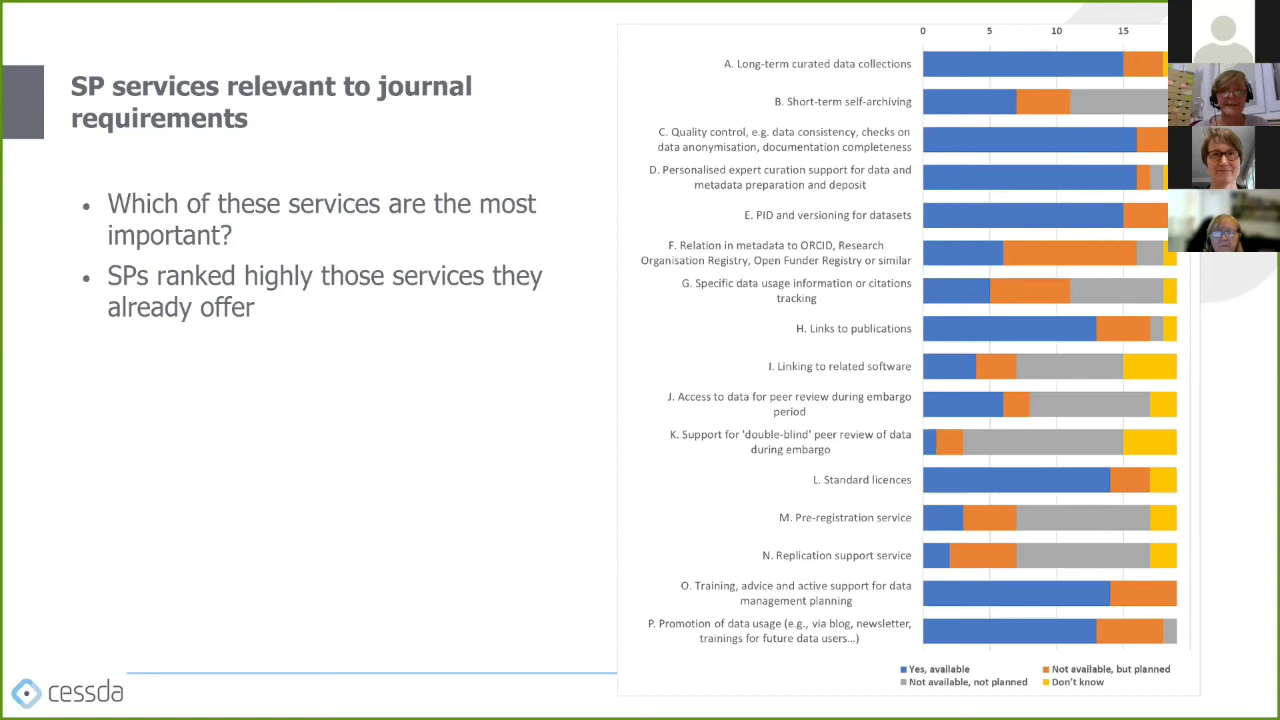 SP services relevant to journal
requirements
• Which of these services are the most
important?
• SPs ranked highly those services they
already offer
0 5 10 15
A. Long-term curated data collections
B. Short-term self-archiving
C. Quality control, e.g. data consistency, checks on
data anonymisation, documentation completeness
D. Personalised expert curation support for data and
metadata preparation and deposit
E. PID and versioning for datasets
F. Relation in metadata to ORCID, Research
Organisation Registry, Open Funder Registry or similar
G. Specific data usage information or citations
tracking
H. Links to publications
I. Linking to related software
J. Access to data for peer review during embargo
period
K. Support for 'double-blind' peer review of data
during embargo
L. Standard licences
M. Pre-registration service
N. Replication support service
O. Training, advice and active support for data
management planning
P. Promotion of data usage (e.g., via blog, newsletter,
trainings for future data users...)
Yes, available Not available, but planned
Not available, not planned Don't know
cessda